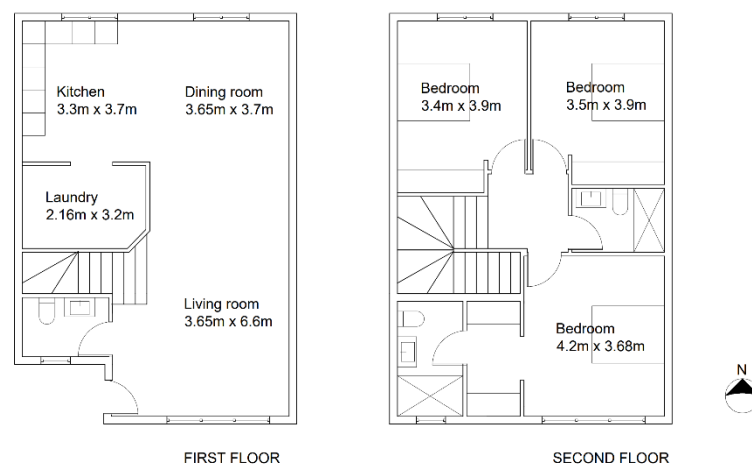 Kitchen
3.3m x 3.7m
Dining room
3.65m x 3.7m
Laundry
2.16m x 3.2m
Living room
3.65m x 6.6m
FIRST FLOOR
Bedroom
3.4m x 3.9m
Bedroom
3.5m x 3.9m
Bedroom
4.2m x 3.68m
SECOND FLOOR
N